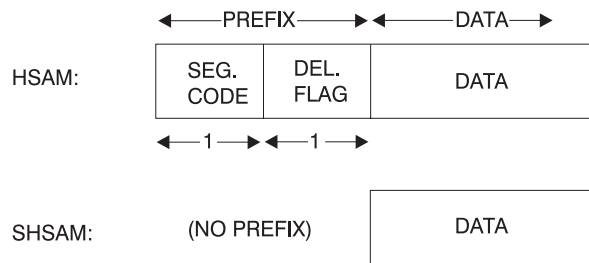 PREFIX DATA
HSAM: SEG. CODE DEL. FLAG DATA
1 1
SHSAM: (NO PREFIX) DATA